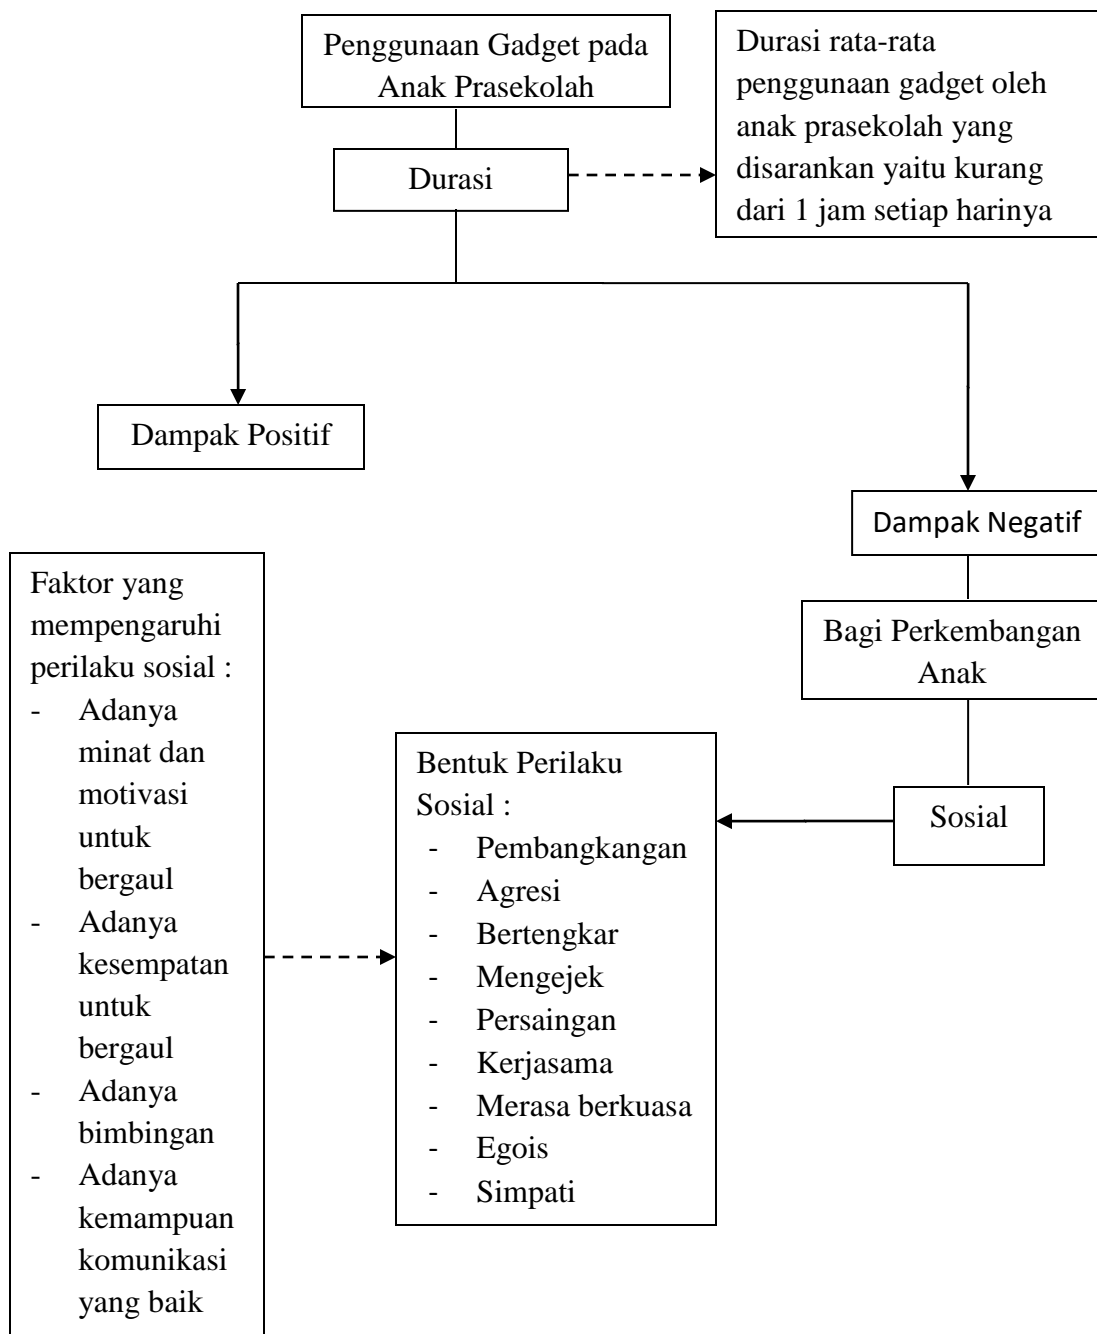 Penggunaan Gadget pada
Anak Prasekolah
Durasi rata-rata
penggunaan gadget oleh
anak prasekolah yang
disarankan yaitu kurang
dari 1 jam setiap harinya
Durasi
Dampak Positif
Dampak Negatif
Bagi Perkembangan
Anak
Sosial
Faktor yang
mempengaruhi
perilaku sosial :
- Adanya
minat dan
motivasi
untuk
bergaul
- Adanya
kesempatan
untuk
bergaul
- Adanya
bimbingan
- Adanya
kemampuan
komunikasi
yang baik
Bentuk Perilaku
Sosial :
- Pembangkangan
- Agresi
- Bertengkar
- Mengejek
- Persaingan
- Kerjasama
- Merasa berkuasa
- Egois
- Simpati